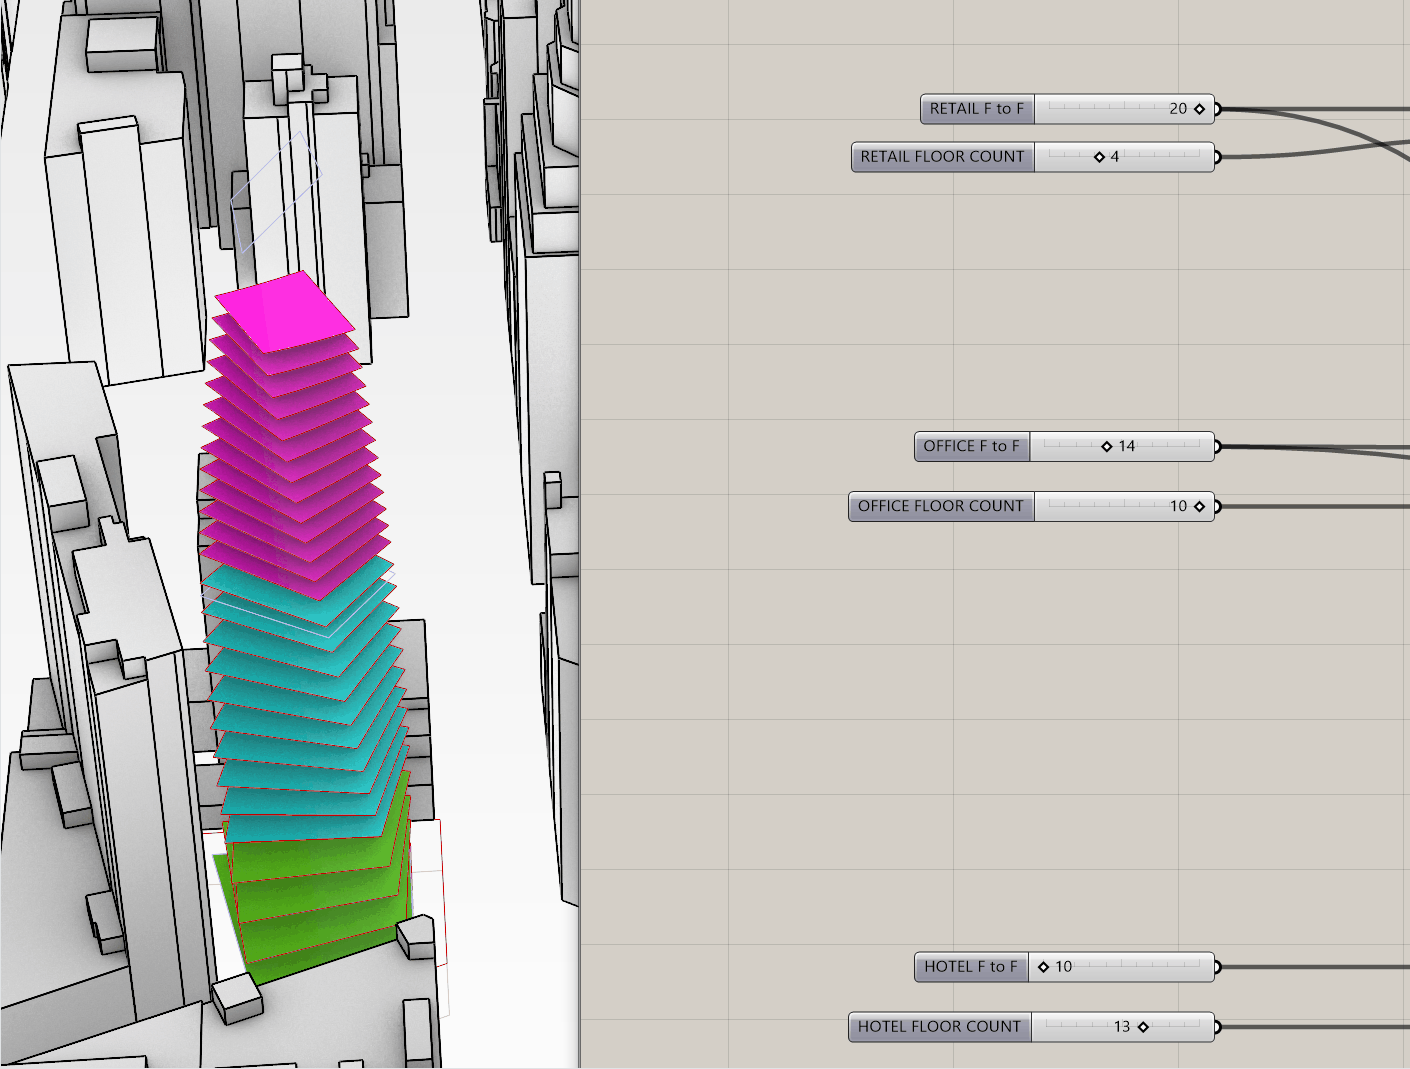 RETAIL F to F 20
RETAIL FLOOR COUNT 4
OFFICE F to F 14
OFFICE FLOOR COUNT 10
HOTEL F to F 10
HOTEL FLOOR COUNT 13